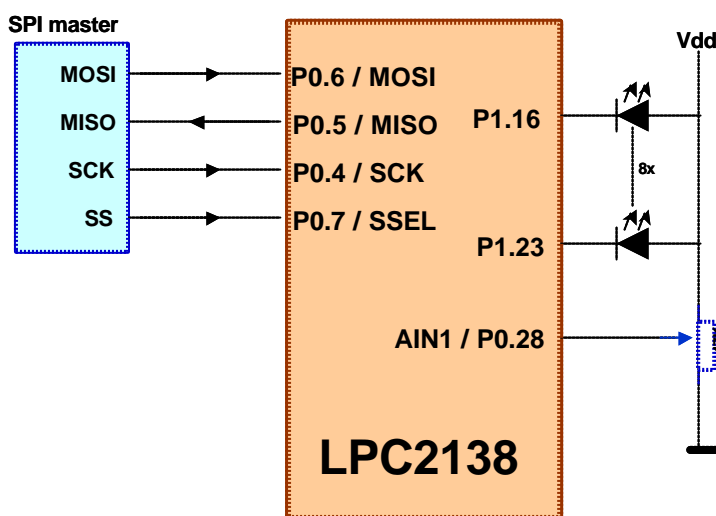 SPI master
Vdd
MOSI
P0.6 / MOSI
MISO
P0.5 / MISO
P1.16
SCK
P0.4 / SCK
8x
SS
P0.7 / SSEL
P1.23
AIN1 / P0.28
LPC2138